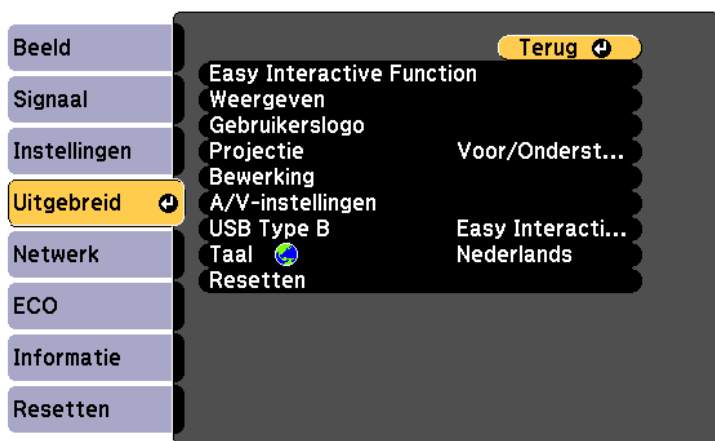 Beeld
Signaal
Instellingen
Uitgebreid
Netwerk
ECO
Informatie
Resetten
Terug
Easy Interactive Function
Weergeven
Gebruikerslogo
Projectie Voor/Onderst...
Bewerking
A/V-instellingen
USB Type B Easy Interacti...
Taal Nederlands
Resetten